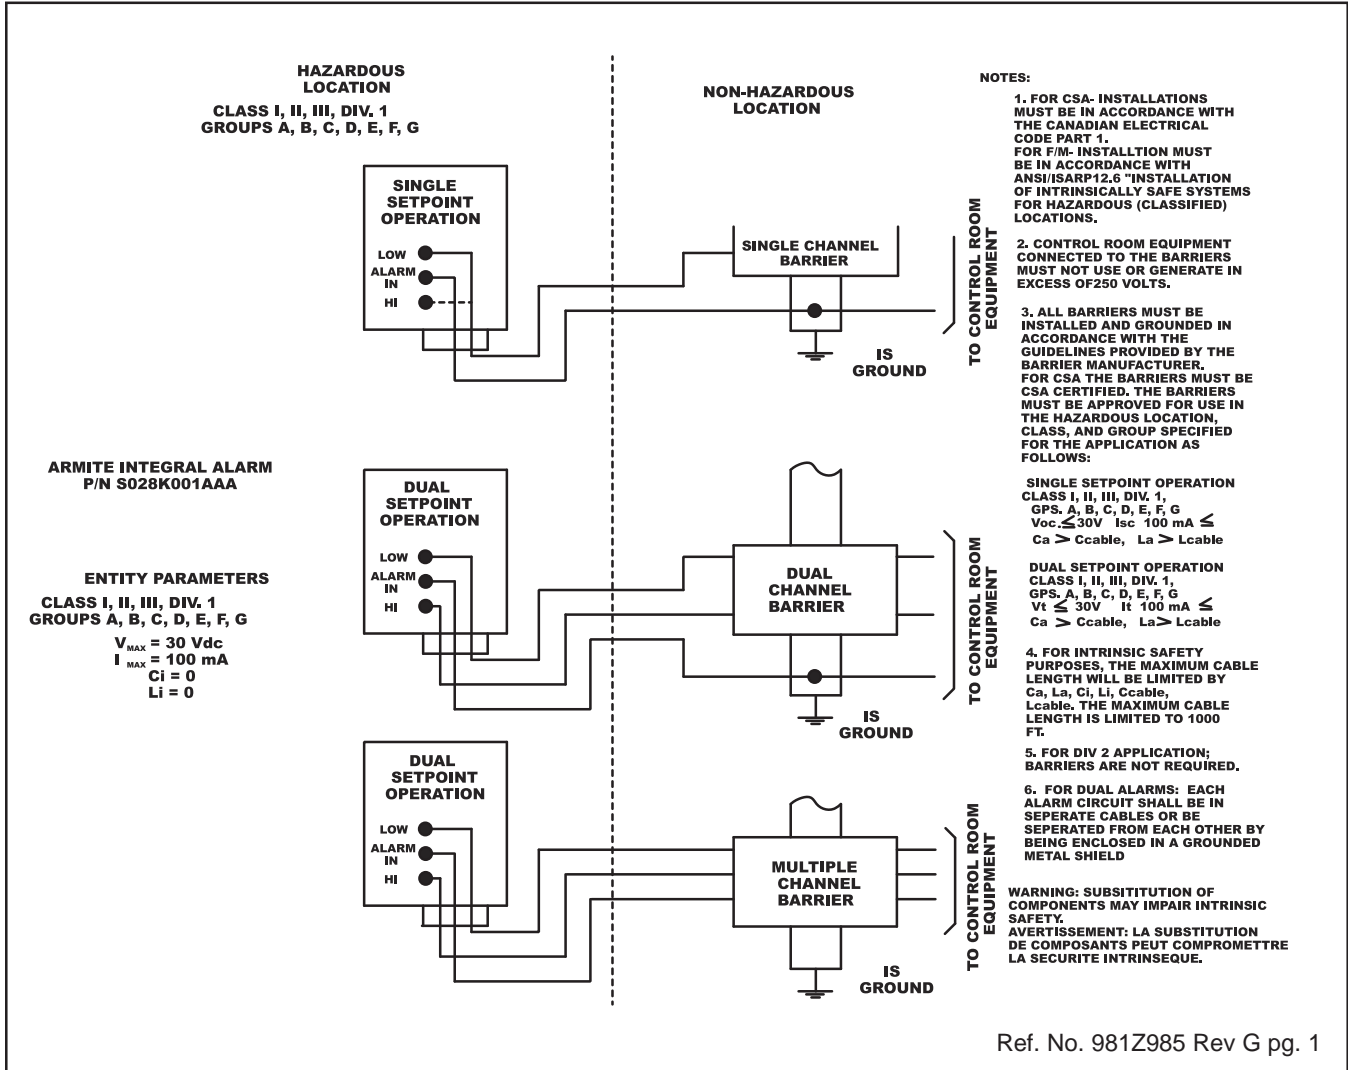 HAZARDOUS
LOCATION
CLASS I, II, III, DIV. 1
GROUPS A, B, C, D, E, F, G
NON-HAZARDOUS
LOCATION
SINGLE
SETPOINT
OPERATION
LOW
ALARM
IN
HI
SINGLE CHANNEL
BARRIER
IS
GROUND
TO CONTROL ROOM
EQUIPMENT
ARMITE INTEGRAL ALARM
P/N S028K001AAA
ENTITY PARAMETERS
CLASS I, II, III, DIV. 1
GROUPS A, B, C, D, E, F, G
VMAX = 30 Vdc
I MAX = 100 mA
Ci = 0
Li = 0
DUAL
SETPOINT
OPERATION
LOW
ALARM
IN
HI
DUAL
CHANNEL
BARRIER
IS
GROUND
TO CONTROL ROOM
EQUIPMENT
DUAL
SETPOINT
OPERATION
LOW
ALARM
IN
HI
MULTIPLE
CHANNEL
BARRIER
IS
GROUND
TO CONTROL ROOM
EQUIPMENT
NOTES:
1. FOR CSA- INSTALLATIONS
MUST BE IN ACCORDANCE WITH
THE CANADIAN ELECTRICAL
CODE PART 1.
FOR F/M- INSTALLTION MUST
BE IN ACCORDANCE WITH
ANSI/ISARP12.6 "INSTALLATION
OF INTRINSICALLY SAFE SYSTEMS
FOR HAZARDOUS (CLASSIFIED)
LOCATIONS.
2. CONTROL ROOM EQUIPMENT
CONNECTED TO THE BARRIERS
MUST NOT USE OR GENERATE IN
EXCESS OF250 VOLTS.
3. ALL BARRIERS MUST BE
INSTALLED AND GROUNDED IN
ACCORDANCE WITH THE
GUIDELINES PROVIDED BY THE
BARRIER MANUFACTURER.
FOR CSA THE BARRIERS MUST BE
CSA CERTIFIED. THE BARRIERS
MUST BE APPROVED FOR USE IN
THE HAZARDOUS LOCATION,
CLASS, AND GROUP SPECIFIED
FOR THE APPLICATION AS
FOLLOWS:
SINGLE SETPOINT OPERATION
CLASS I, II, III, DIV. 1,
GPS. A, B, C, D, E, F, G
Voc. ≤ 30V Isc 100 mA ≤
Ca > Ccable, La > Lcable
DUAL SETPOINT OPERATION
CLASS I, II, III, DIV. 1,
GPS. A, B, C, D, E, F, G
Vt ≤ 30V It 100 mA ≤
Ca > Ccable, La> Lcable
4. FOR INTRINSIC SAFETY
PURPOSES, THE MAXIMUM CABLE
LENGTH WILL BE LIMITED BY
Ca, La, Ci, Li, Ccable,
Lcable. THE MAXIMUM CABLE
LENGTH IS LIMITED TO 1000
FT.
5. FOR DIV 2 APPLICATION;
BARRIERS ARE NOT REQUIRED.
6. FOR DUAL ALARMS: EACH
ALARM CIRCUIT SHALL BE IN
SEPERATE CABLES OR BE
SEPERATED FROM EACH OTHER BY
BEING ENCLOSED IN A GROUNDED
METAL SHIELD
WARNING: SUBSITITUTION OF
COMPONENTS MAY IMPAIR INTRINSIC
SAFETY.
AVERTISSEMENT: LA SUBSTITUTION
DE COMPOSANTS PEUT COMPROMETTRE
LA SECURITE INTRINSEQUE.
Ref. No. 981Z985 Rev G pg. 1